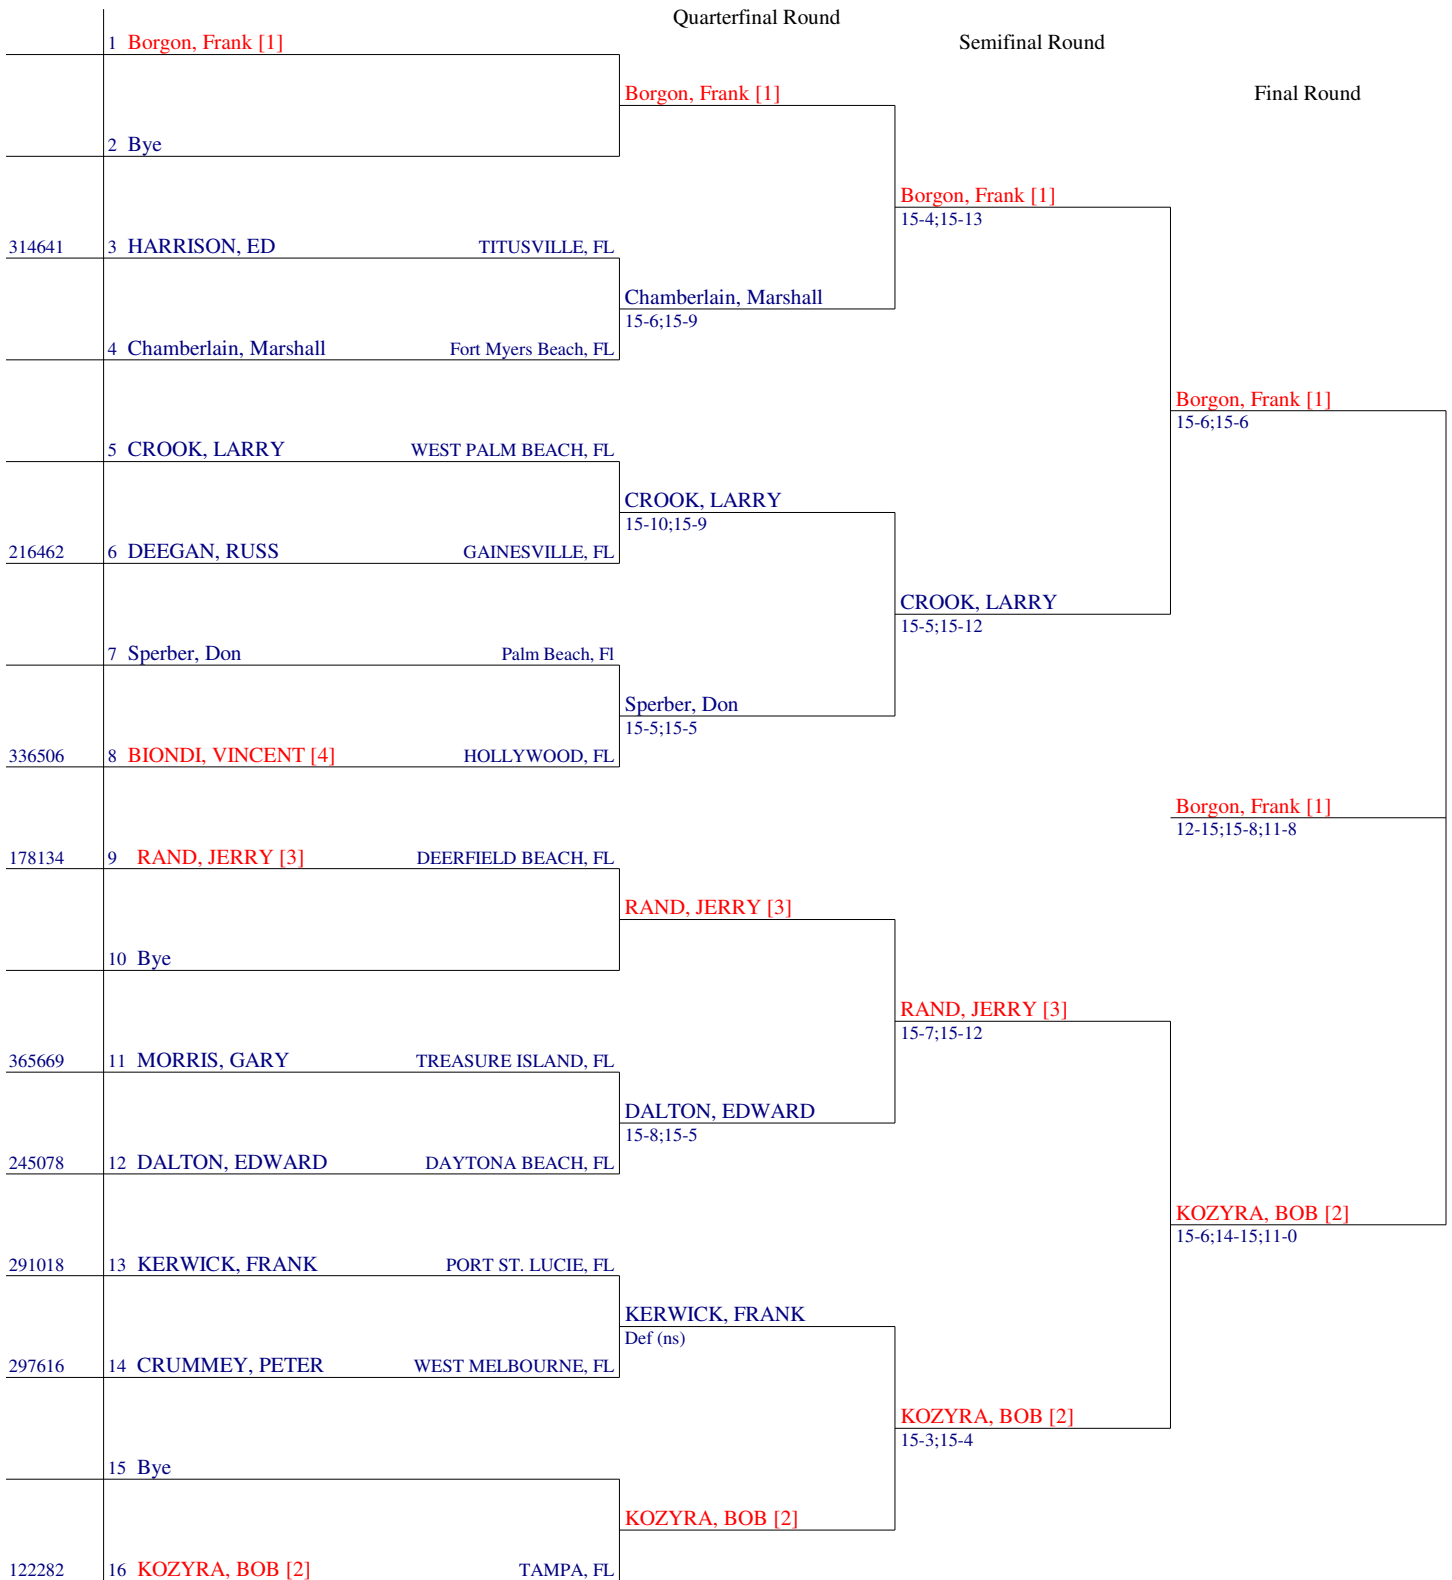 Quarterfinal Round
1 Borgon, Frank [1]
Semifinal Round
Borgon, Frank [1]
Final Round
2 Bye
Borgon, Frank [1]
15-4;15-13
314641 3 HARRISON, ED TITUSVILLE, FL
Chamberlain, Marshall
15-6;15-9
4 Chamberlain, Marshall Fort Myers Beach, FL
Borgon, Frank [1]
15-6;15-6
5 CROOK, LARRY WEST PALM BEACH, FL
CROOK, LARRY
15-10;15-9
216462 6 DEEGAN, RUSS GAINESVILLE, FL
CROOK, LARRY
15-5;15-12
7 Sperber, Don Palm Beach, Fl
Sperber, Don
15-5;15-5
336506 8 BIONDI, VINCENT [4] HOLLYWOOD, FL
Borgon, Frank [1]
12-15;15-8;11-8
178134 9 RAND, JERRY [3] DEERFIELD BEACH, FL
RAND, JERRY [3]
10 Bye
RAND, JERRY [3]
15-7;15-12
365669 11 MORRIS, GARY TREASURE ISLAND, FL
DALTON, EDWARD
15-8;15-5
245078 12 DALTON, EDWARD DAYTONA BEACH, FL
KOZYRA, BOB [2]
15-6;14-15;11-0
291018 13 KERWICK, FRANK PORT ST. LUCIE, FL
KERWICK, FRANK
Def (ns)
297616 14 CRUMMEY, PETER WEST MELBOURNE, FL
KOZYRA, BOB [2]
15-3;15-4
15 Bye
KOZYRA, BOB [2]
122282 16 KOZYRA, BOB [2] TAMPA, FL